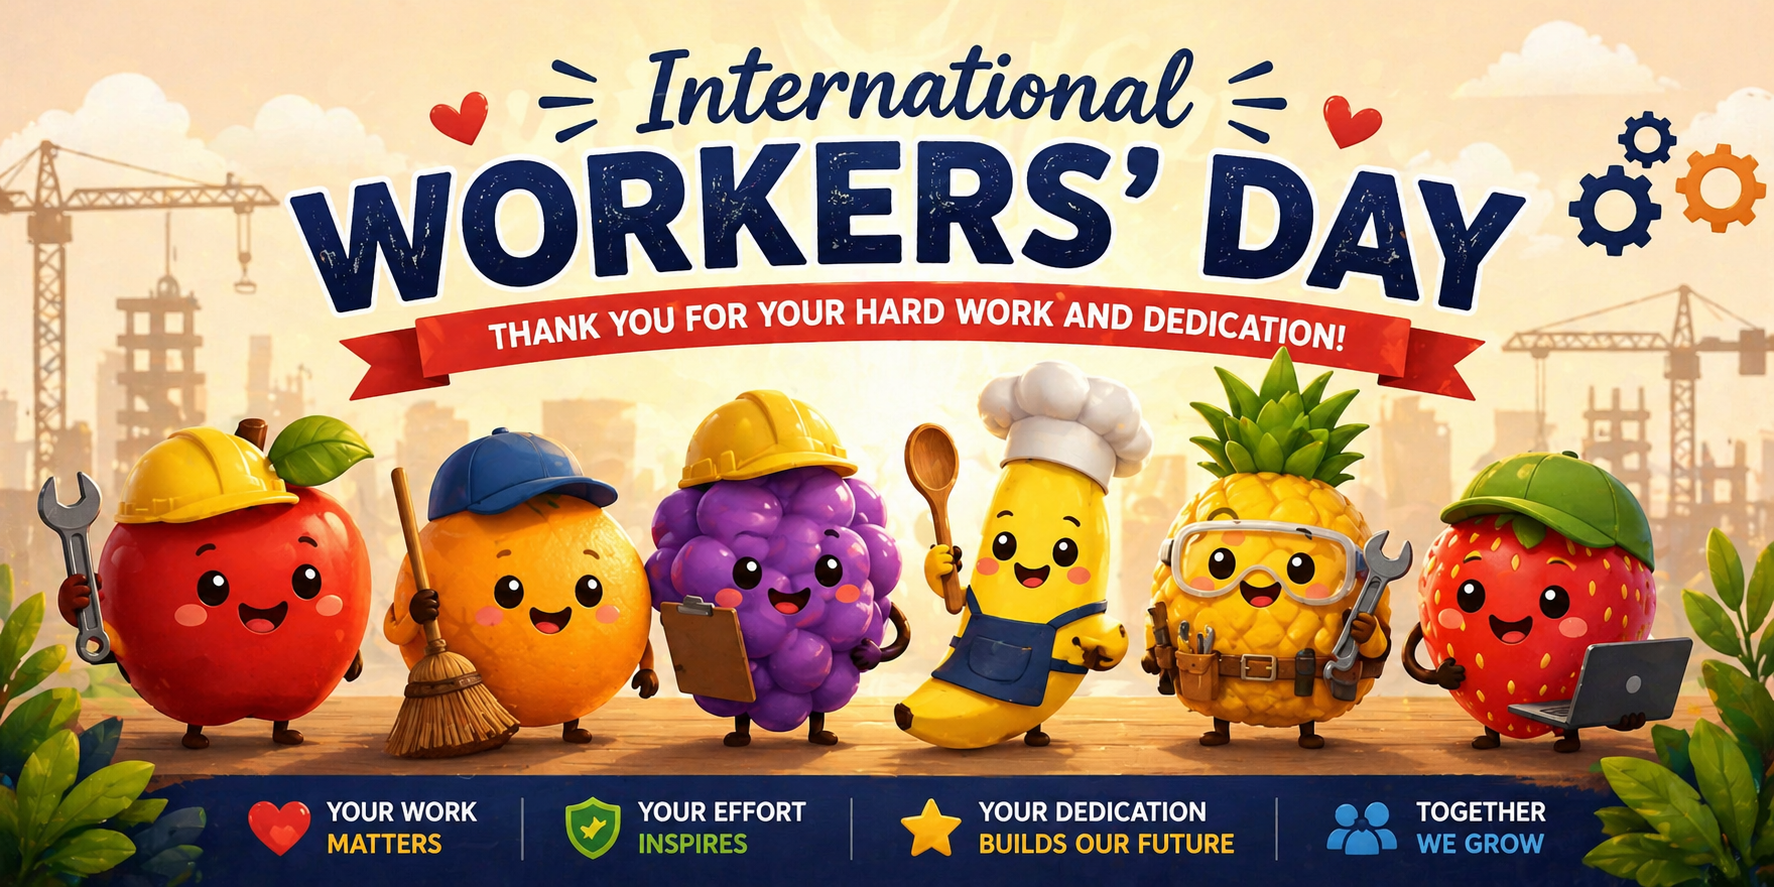 International
WORKERS' DAY
THANK YOU FOR YOUR HARD WORK AND DEDICATION!
YOUR WORK
MATTERS
YOUR EFFORT
INSPIRES
YOUR DEDICATION
BUILDS OUR FUTURE
TOGETHER
WE GROW